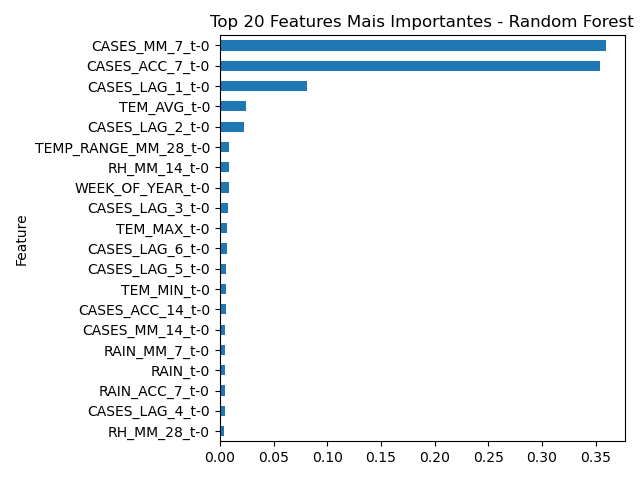 Top 20 Features Mais Importantes - Random Forest
CASES_MM_7_t-0
CASES_ACC_7_t-0
CASES_LAG_1_t-0
TEM_AVG_t-0
CASES_LAG_2_t-0
TEMP_RANGE_MM_28_t-0
RH_MM_14_t-0
WEEK_OF_YEAR_t-0
CASES_LAG_3_t-0
TEM_MAX_t-0
CASES_LAG_6_t-0
CASES_LAG_5_t-0
TEM_MIN_t-0
CASES_ACC_14_t-0
CASES_MM_14_t-0
RAIN_MM_7_t-0
RAIN_t-0
RAIN_ACC_7_t-0
CASES_LAG_4_t-0
RH_MM_28_t-0
Feature
0.00 0.05 0.10 0.15 0.20 0.25 0.30 0.35